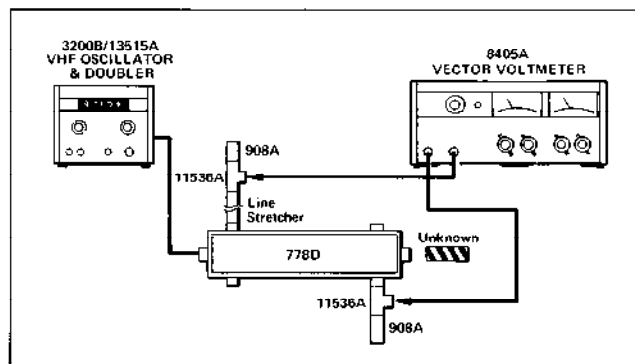 3200B/13515A
VHF OSCILLATOR
& DOUBLER
8405A
VECTOR VOLTMETER
908A
11536A
Line
Stretcher
Unknown
778D
11536A
908A